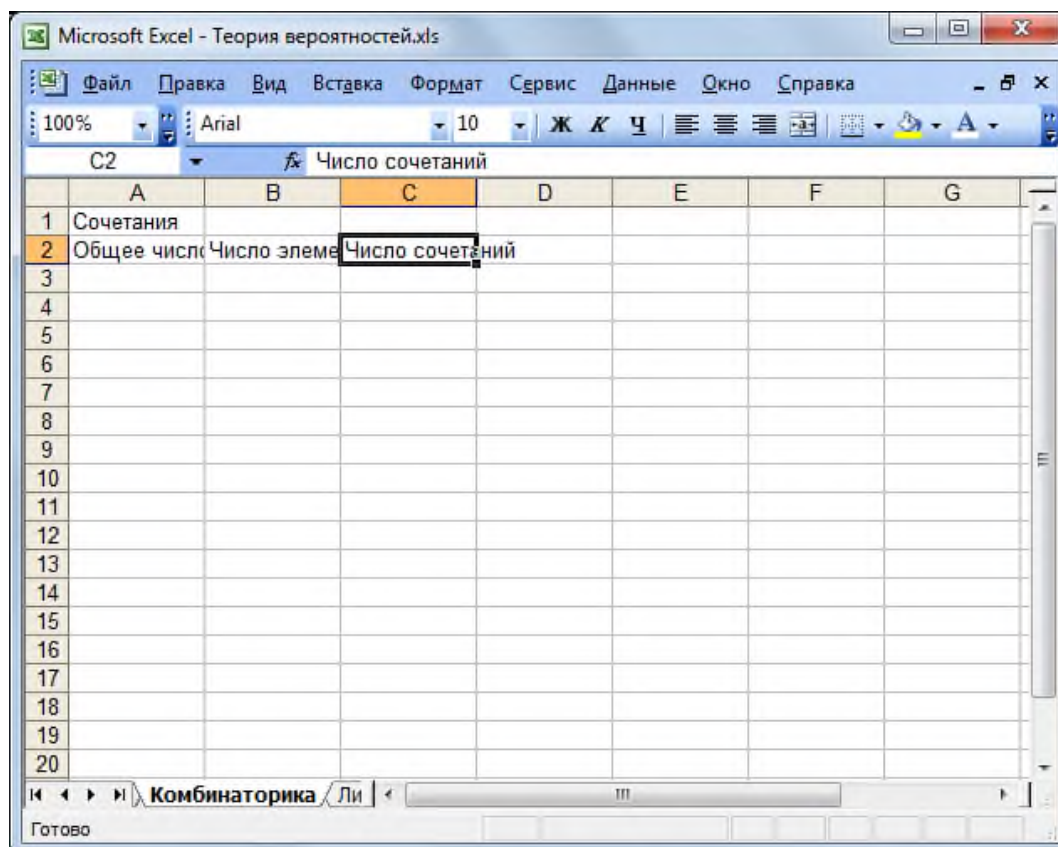 Microsoft Excel - Теория вероятностей.xls
Файл Правка Вид Вставка Формат Сервис Данные Окно Справка
100% Arial 10 Ж К Ч
C2 fx Число сочетаний
A B C D E F G
1 Сочетания
2 Общее числ Число элеме Число сочетаний
3
4
5
6
7
8
9
10
11
12
13
14
15
16
17
18
19
20
Комбинаторика Ли
Готово